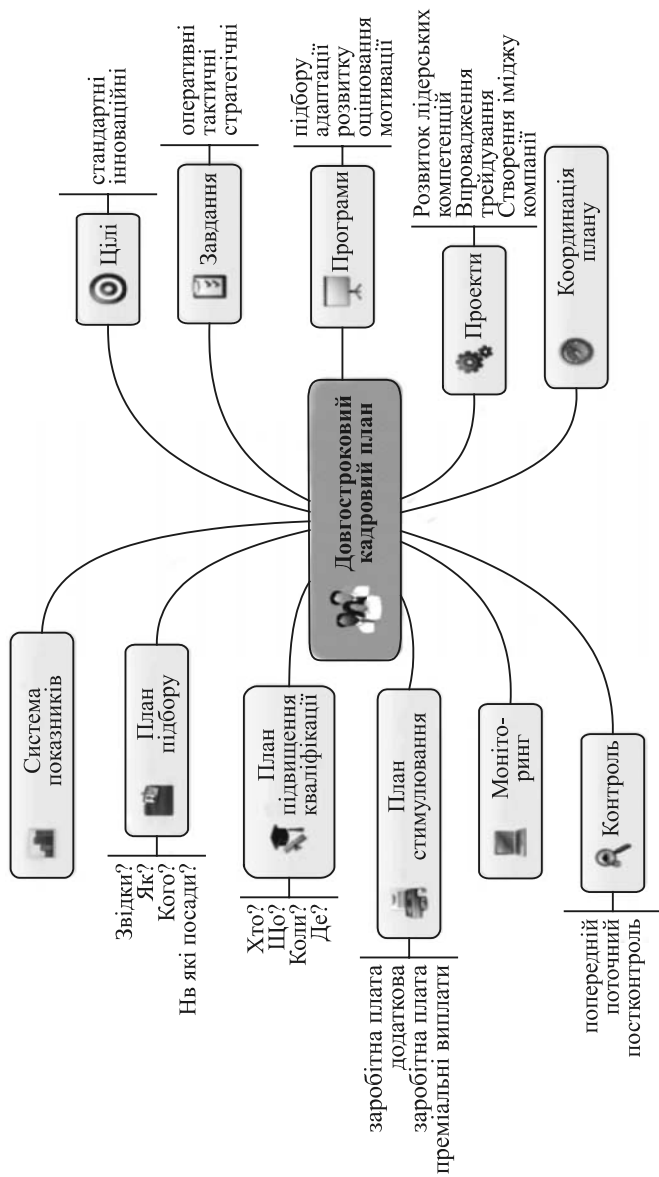 Довгостроковий
кадровий план
Цілі
стандартні
інноваційні
Завдання
оперативні
тактичні
стратегічні
Програми
підбору
адаптації
розвитку
оцінювання
мотивації
Проекти
Розвиток лідерських
компетенцій
Впровадження
трейдування
Створення іміджу
компанії
Координація
плану
Система
показників
План
підбору
Звідки?
Як?
Кого?
Нв які посади?
План
підвищення
кваліфікації
Хто?
Що?
Коли?
Де?
План
стимулювання
заробітна плата
додаткова
заробітна плата
преміальні виплати
Моніто-
ринг
Контроль
попередній
поточний
постконтроль